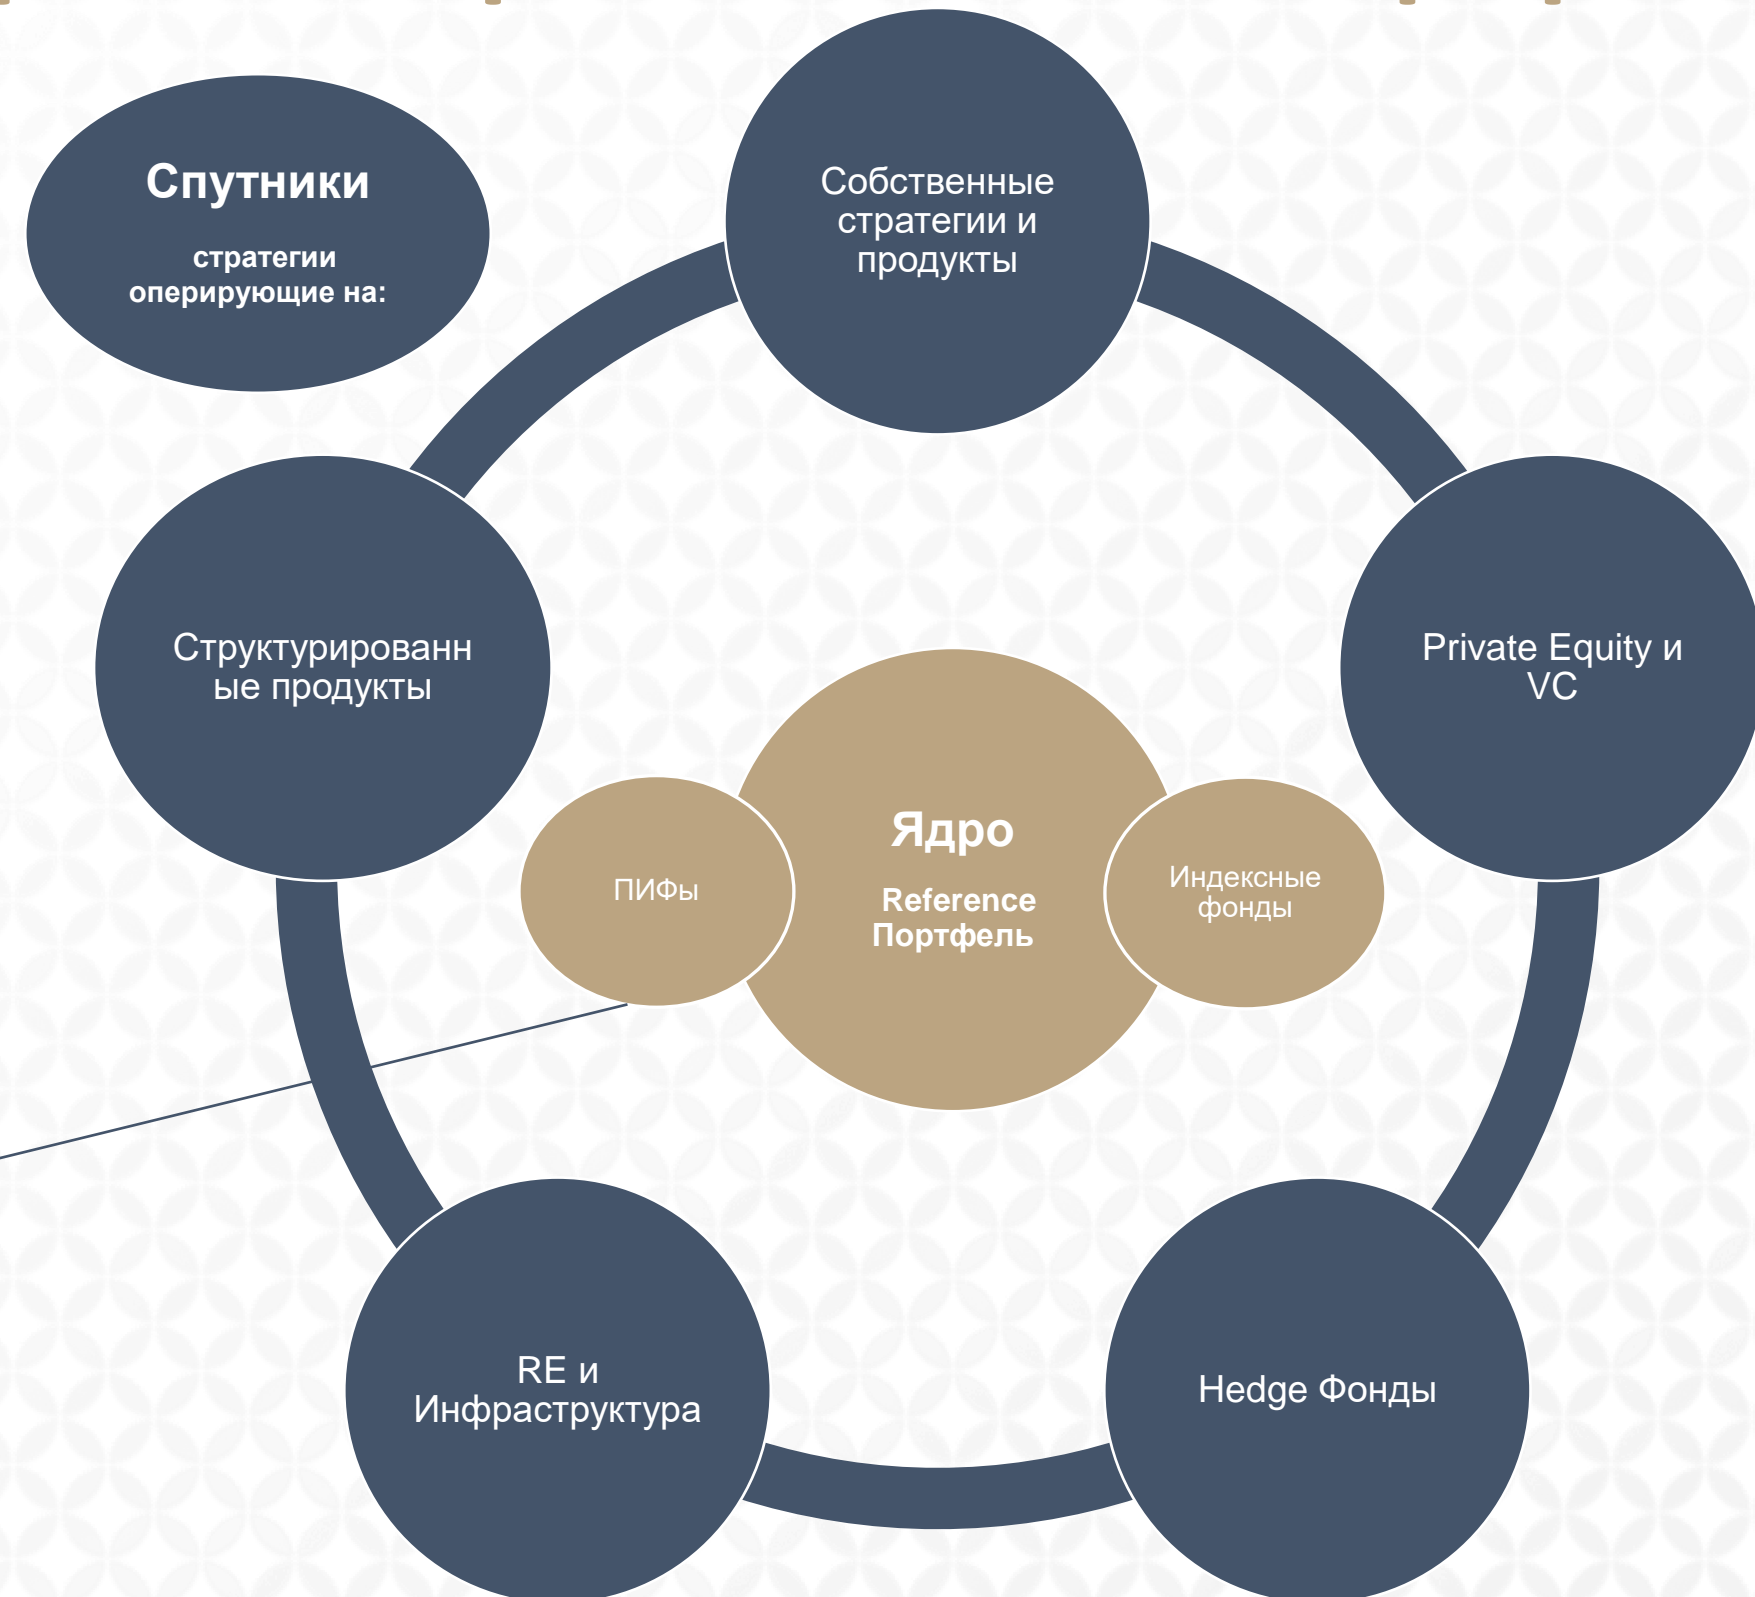 Спутники
стратегии
оперирующие на:
Собственные
стратегии и
продукты
Структурированн
ые продукты
Private Equity и
VC
Ядро
Reference
Портфель
ПИФы
Индексные
фонды
RE и
Инфраструктура
Hedge Фонды